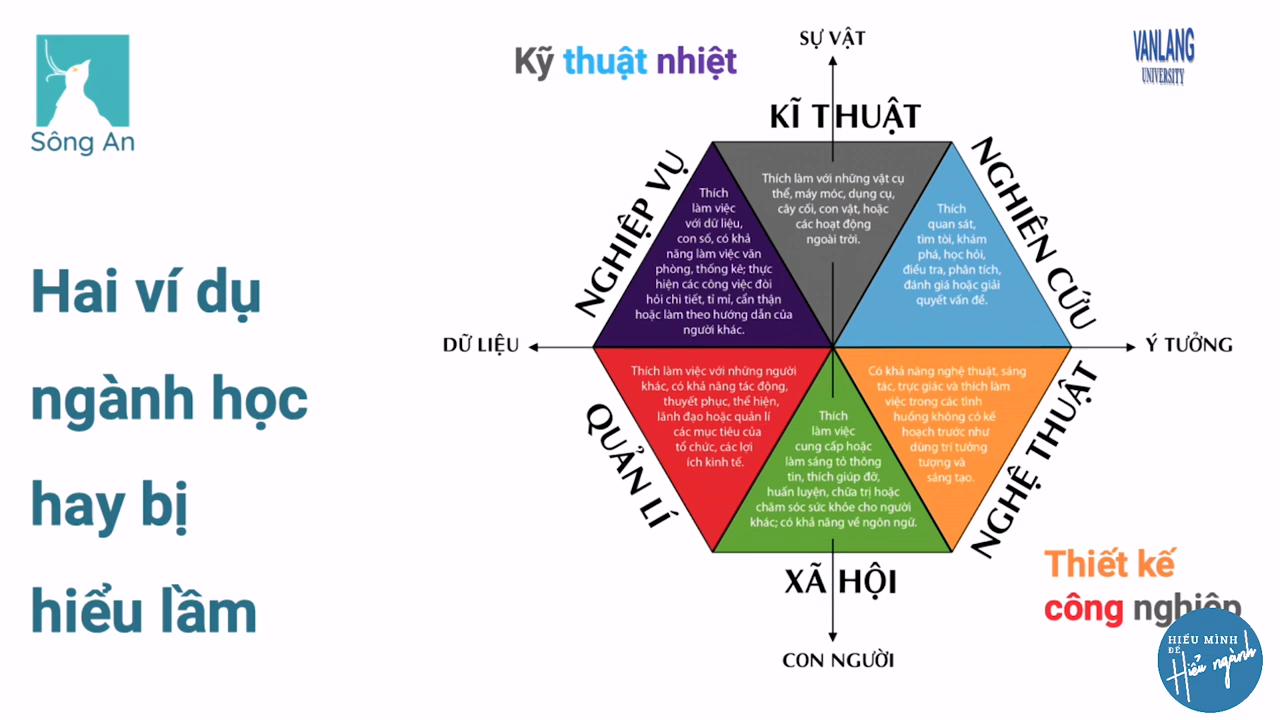 Sông An
Kỹ thuật nhiệt
VANLANG
UNIVERSITY
Hai ví dụ
ngành học
hay bị
hiểu lầm
SỰ VẬT
KĨ THUẬT
Thích làm với những vật cụ
thể, máy móc, dụng cụ,
cây cối, con vật, hoặc
các hoạt động
ngoài trời.
NGHIÊN CỨU
Thích
quan sát,
tìm tòi, khám
phá, học hỏi,
điều tra, phân tích,
đánh giá hoặc giải
quyết vấn đề.
NGHIỆP VỤ
Thích
làm việc
với dữ liệu,
con số, có khả
năng làm việc văn
phòng, thống kê; thực
hiện các công việc đòi
hỏi chi tiết, tỉ mỉ, cẩn thận
hoặc làm theo hướng dẫn của
người khác.
DỮ LIỆU
Ý TƯỞNG
QUẢN LÍ
Thích làm việc với những người
khác, có khả năng tác động,
thuyết phục, thể hiện,
lãnh đạo hoặc quản lí
các mục tiêu của
tổ chức, các lợi
ích kinh tế.
Thích
làm việc
cung cấp hoặc
làm sáng tỏ thông
tin, thích giúp đỡ,
huấn luyện, chữa trị hoặc
chăm sóc sức khỏe cho người
khác; có khả năng về ngôn ngữ.
XÃ HỘI
Có khả năng nghệ thuật, sáng
tác, trực giác và thích làm
việc trong các tình
huống không có kế
hoạch trước như
dùng trí tưởng
tượng và
sáng tạo.
NGHỆ THUẬT
CON NGƯỜI
Thiết kế
công nghiệp
HIỂU MÌNH
ĐỂ
Hiểu ngành